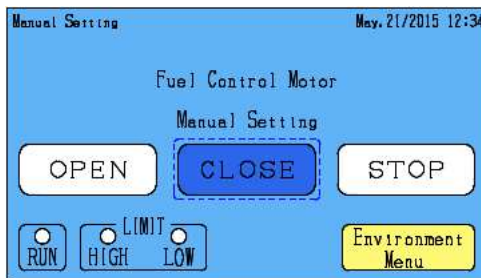 Manual Setting May.21/2015 12:34
Fuel Control Motor
Manual Setting
OPEN CLOSE STOP
LIMIT
RUN HIGH LOW
Environment
Menu